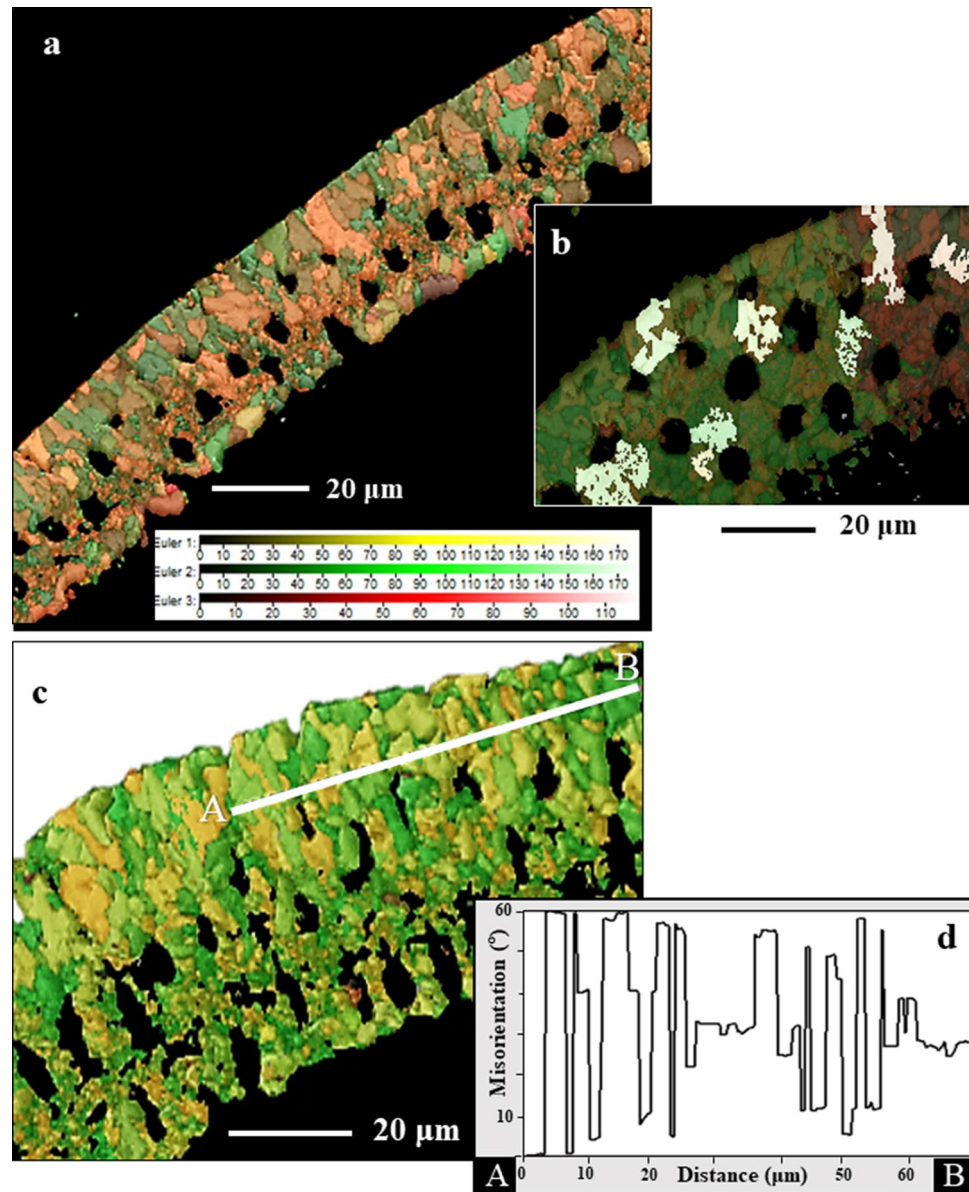 a
b
20 μm
20 μm
Euler 1:
0 10 20 30 40 50 60 70 80 90 100 110 120 130 140 150 160 170
Euler 2:
0 10 20 30 40 50 60 70 80 90 100 110 120 130 140 150 160 170
Euler 3:
0 10 20 30 40 50 60 70 80 90 100 110
c
B
A
20 μm
d
60
10
Misorientation (°)
0 10 20 30 40 50 60
A Distance (μm) B